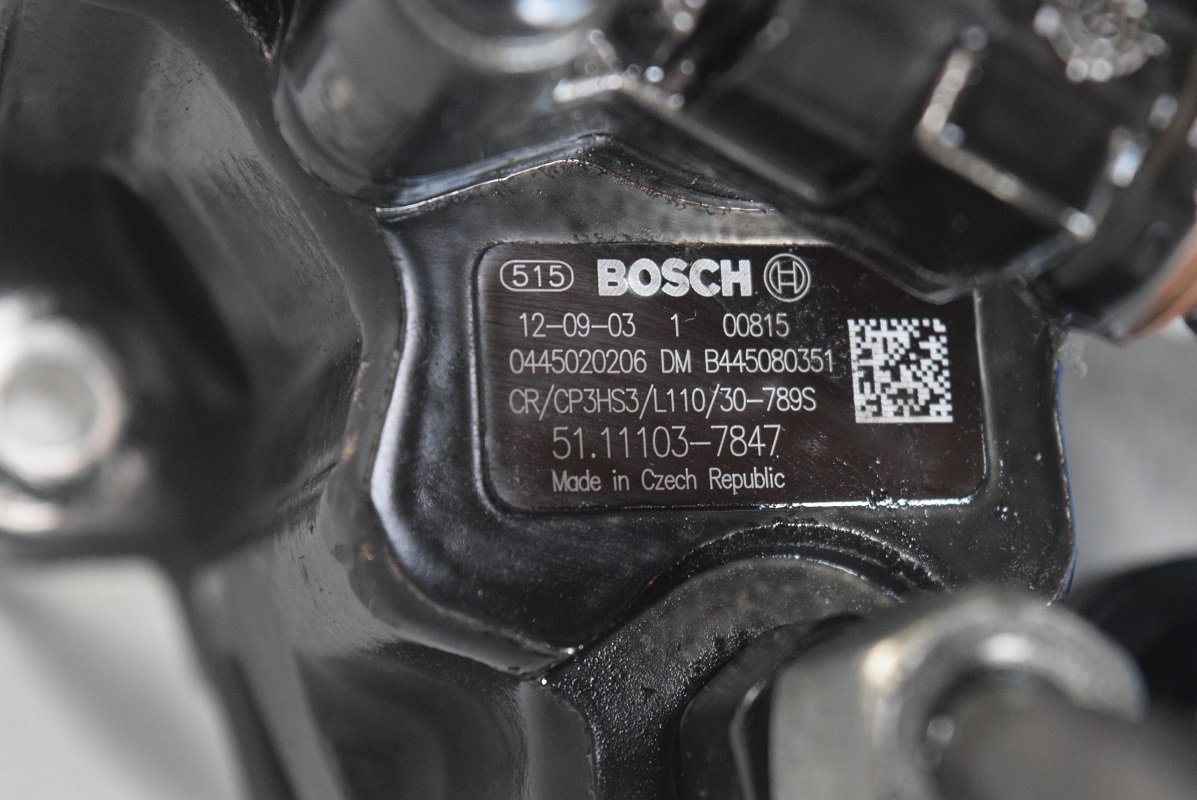 515 BOSCH
12-09-03 1 00815
0445020206 DM B445080351
CR/CP3HS3/L110/30-789S
51.11103-7847
Made in Czech Republic